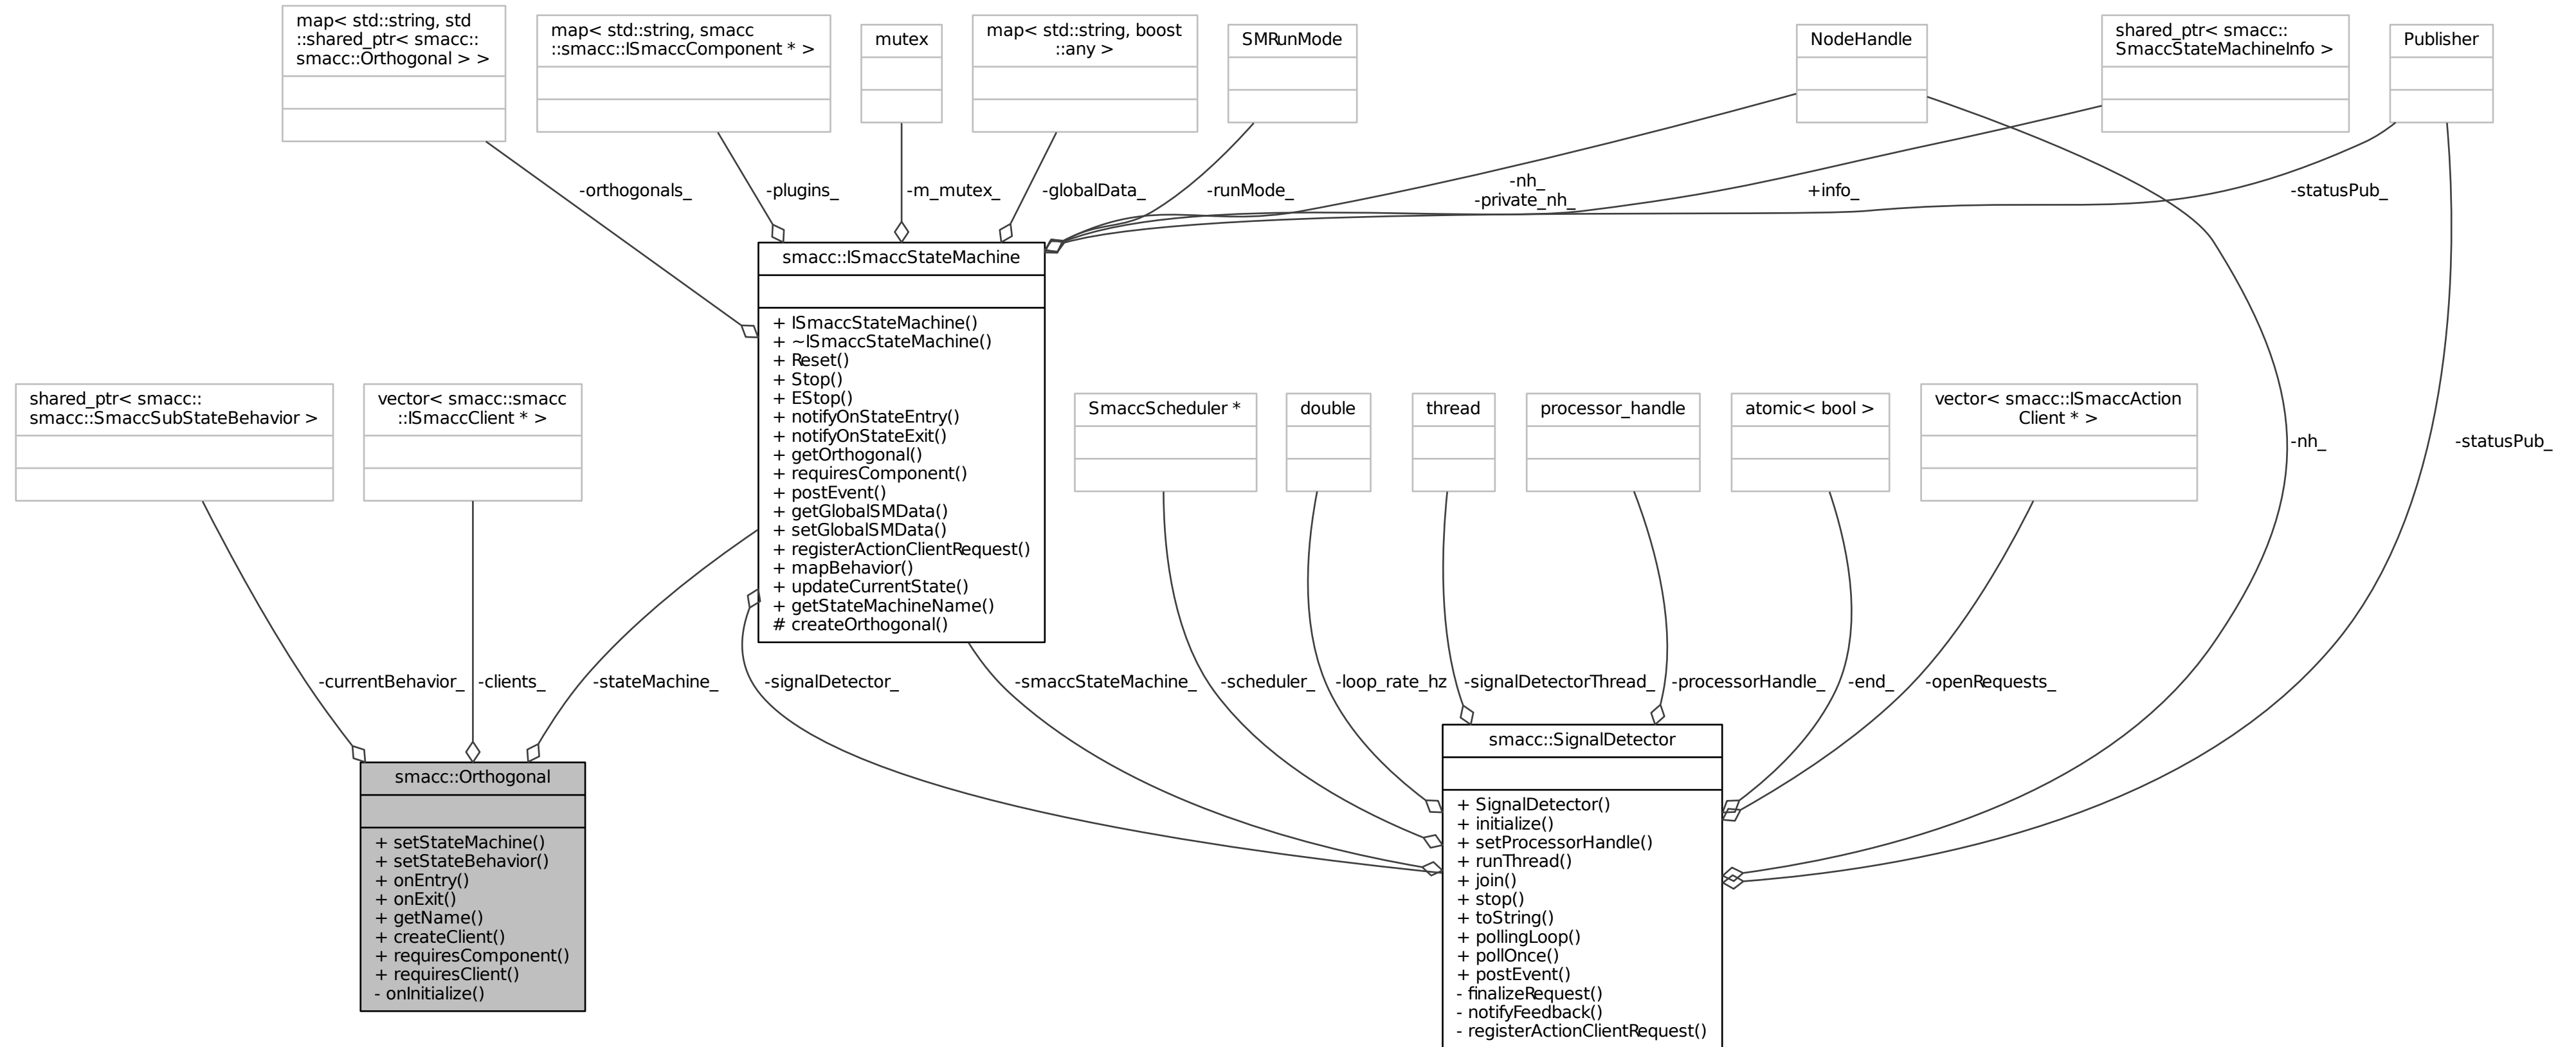 map< std::string, std
::shared_ptr< smacc::
smacc::Orthogonal > >
map< std::string, smacc
::smacc::ISmaccComponent * >
mutex
map< std::string, boost
::any >
SMRunMode
NodeHandle
shared_ptr< smacc::
SmaccStateMachineInfo >
Publisher
-orthogonals_
-plugins_
-m_mutex_
-globalData_
-runMode_
-nh_
-private_nh_
+info_
-statusPub_
smacc::ISmaccStateMachine
+ ISmaccStateMachine()
+ ~ISmaccStateMachine()
+ Reset()
+ Stop()
+ EStop()
+ notifyOnStateEntry()
+ notifyOnStateExit()
+ getOrthogonal()
+ requiresComponent()
+ postEvent()
+ getGlobalSMData()
+ setGlobalSMData()
+ registerActionClientRequest()
+ mapBehavior()
+ updateCurrentState()
+ getStateMachineName()
# createOrthogonal()
shared_ptr< smacc::
smacc::SmaccSubStateBehavior >
vector< smacc::smacc
::ISmaccClient * >
SmaccScheduler *
double
thread
processor_handle
atomic< bool >
vector< smacc::ISmaccAction
Client * >
-nh_
-statusPub_
-currentBehavior_
-clients_
-stateMachine_
-signalDetector_
-smaccStateMachine_
-scheduler_
-loop_rate_hz
-signalDetectorThread_
-processorHandle_
-end_
-openRequests_
smacc::Orthogonal
+ setStateMachine()
+ setStateBehavior()
+ onEntry()
+ onExit()
+ getName()
+ createClient()
+ requiresComponent()
+ requiresClient()
- onInitialize()
smacc::SignalDetector
+ SignalDetector()
+ initialize()
+ setProcessorHandle()
+ runThread()
+ join()
+ stop()
+ toString()
+ pollingLoop()
+ pollOnce()
+ postEvent()
- finalizeRequest()
- notifyFeedback()
- registerActionClientRequest()